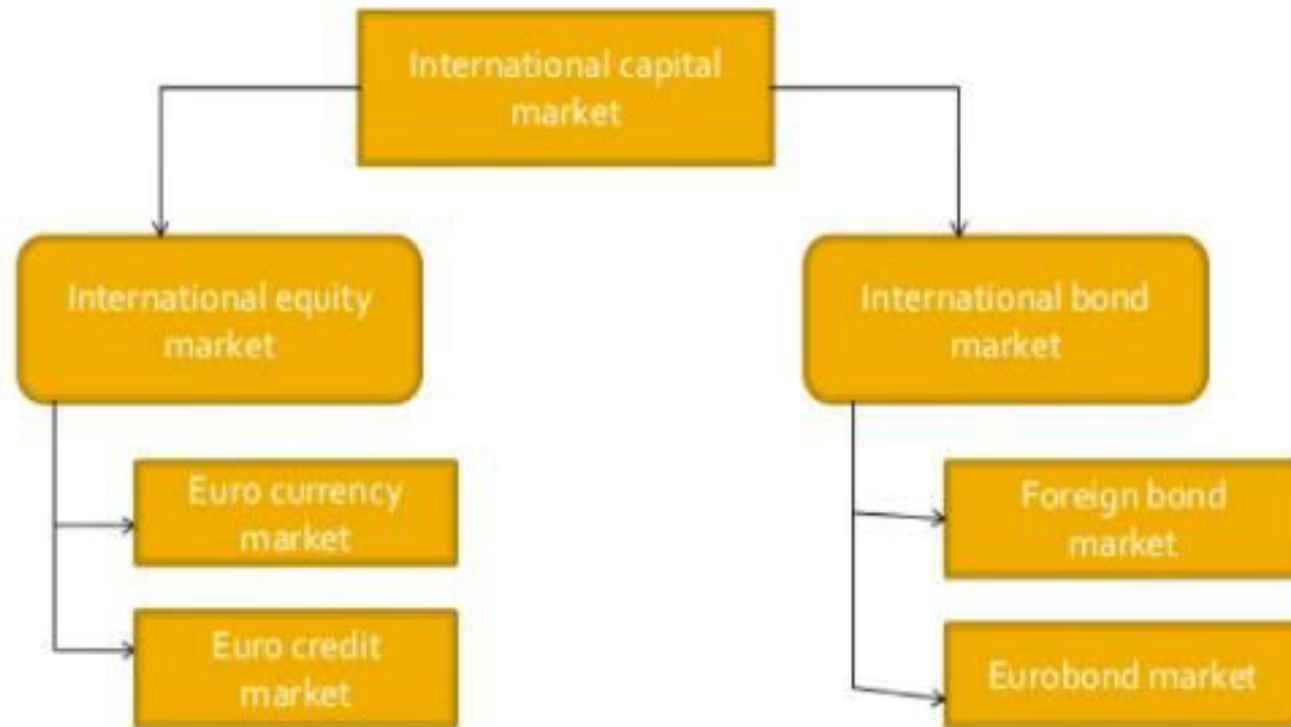 International capital
market
International equity
market
International bond
market
Euro currency
market
Foreign bond
market
Euro credit
market
Eurobond market